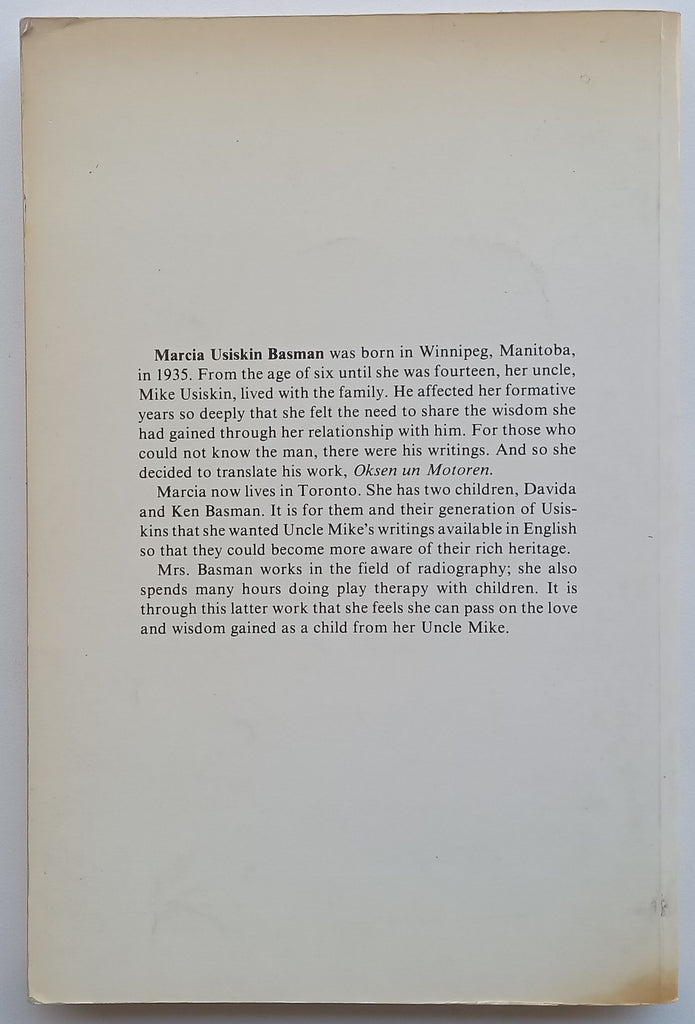 Marcia Usiskin Basman was born in Winnipeg, Manitoba,
in 1935. From the age of six until she was fourteen, her uncle,
Mike Usiskin, lived with the family. He affected her formative
years so deeply that she felt the need to share the wisdom she
had gained through her relationship with him. For those who
could not know the man, there were his writings. And so she
decided to translate his work, Oksen un Motoren.
Marcia now lives in Toronto. She has two children, Davida
and Ken Basman. It is for them and their generation of Usis-
kins that she wanted Uncle Mike's writings available in English
so that they could become more aware of their rich heritage.
Mrs. Basman works in the field of radiography; she also
spends many hours doing play therapy with children. It is
through this latter work that she feels she can pass on the love
and wisdom gained as a child from her Uncle Mike.